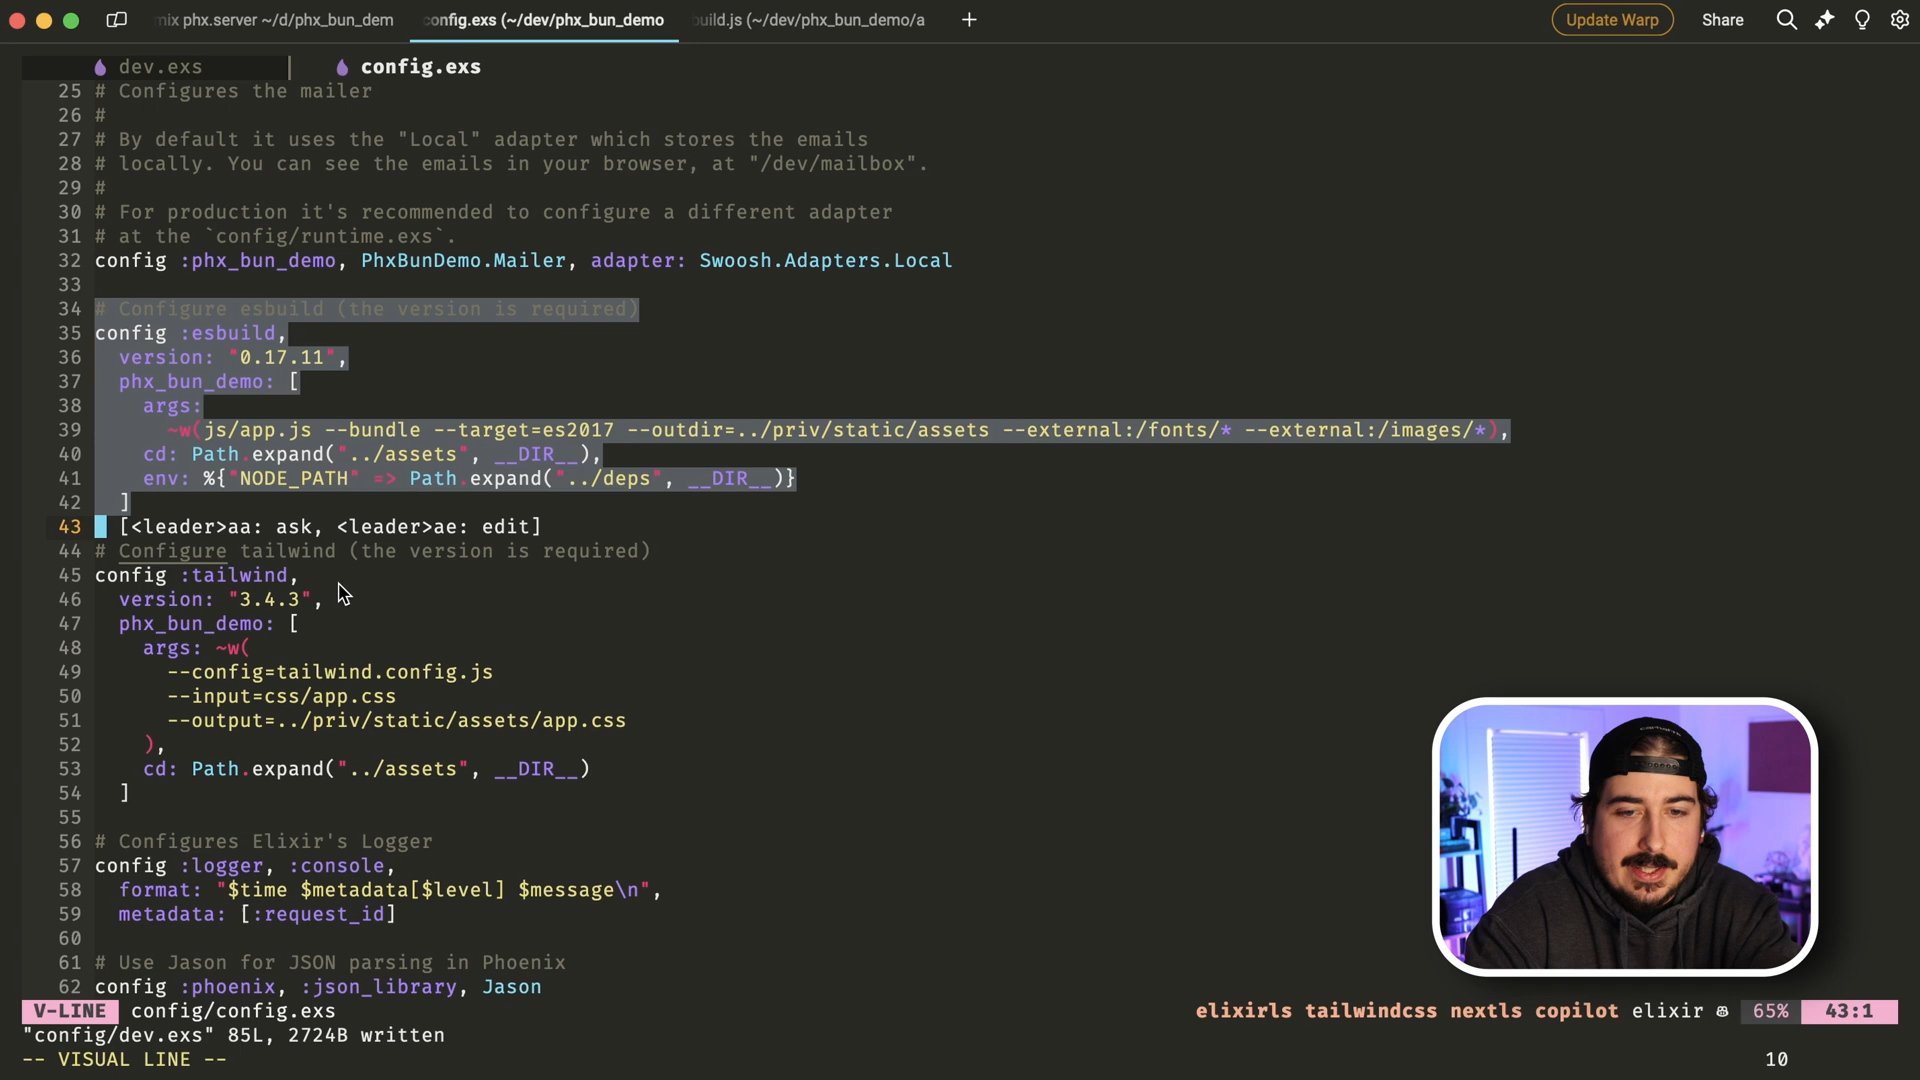 mix phx.server ~/d/phx_bun_dem
config.exs (~/dev/phx_bun_demo
build.js (~/dev/phx_bun_demo/a
+
Update Warp
Share
dev.exs
config.exs
25 # Configures the mailer
26 #
27 # By default it uses the "Local" adapter which stores the emails
28 # locally. You can see the emails in your browser, at "/dev/mailbox".
29 #
30 # For production it's recommended to configure a different adapter
31 # at the `config/runtime.exs`.
32 config :phx_bun_demo, PhxBunDemo.Mailer, adapter: Swoosh.Adapters.Local
33
34 # Configure esbuild (the version is required)
35 config :esbuild,
36   version: "0.17.11",
37   phx_bun_demo: [
38     args:
39       ~w(js/app.js --bundle --target=es2017 --outdir=../priv/static/assets --external:/fonts/* --external:/images/*),
40     cd: Path.expand("../assets", __DIR__),
41     env: %{"NODE_PATH" => Path.expand("../deps", __DIR__)}
42   ]
43   [<leader>aa: ask, <leader>ae: edit]
44 # Configure tailwind (the version is required)
45 config :tailwind,
46   version: "3.4.3",
47   phx_bun_demo: [
48     args: ~w(
49       --config=tailwind.config.js
50       --input=css/app.css
51       --output=../priv/static/assets/app.css
52     ),
53     cd: Path.expand("../assets", __DIR__)
54   ]
55
56 # Configures Elixir's Logger
57 config :logger, :console,
58   format: "$time $metadata[$level] $message\n",
59   metadata: [:request_id]
60
61 # Use Jason for JSON parsing in Phoenix
62 config :phoenix, :json_library, Jason
V-LINE config/config.exs elixirls tailwindcss nextls copilot elixir 65% 43:1
"config/dev.exs" 85L, 2724B written
-- VISUAL LINE -- 10